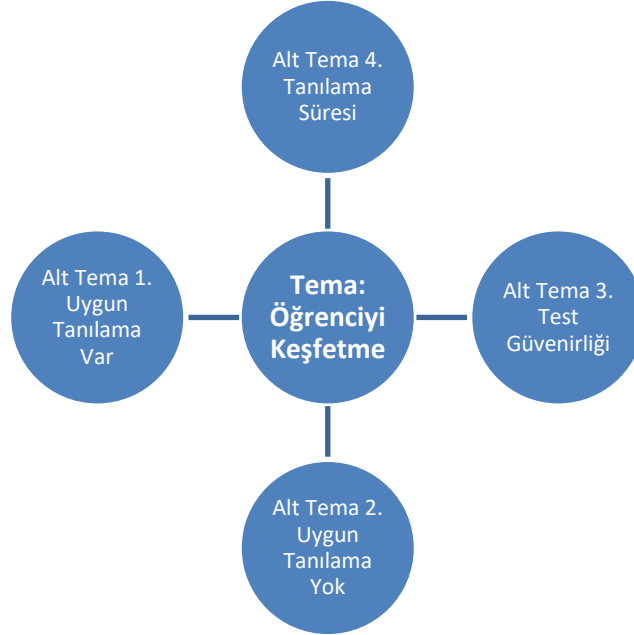 Alt Tema 4.
Tanılama
Süresi
Alt Tema 1.
Uygun
Tanılama
Var
Tema:
Öğrenciyi
Keşfetme
Alt Tema 3.
Test
Güvenirliği
Alt Tema 2.
Uygun
Tanılama
Yok